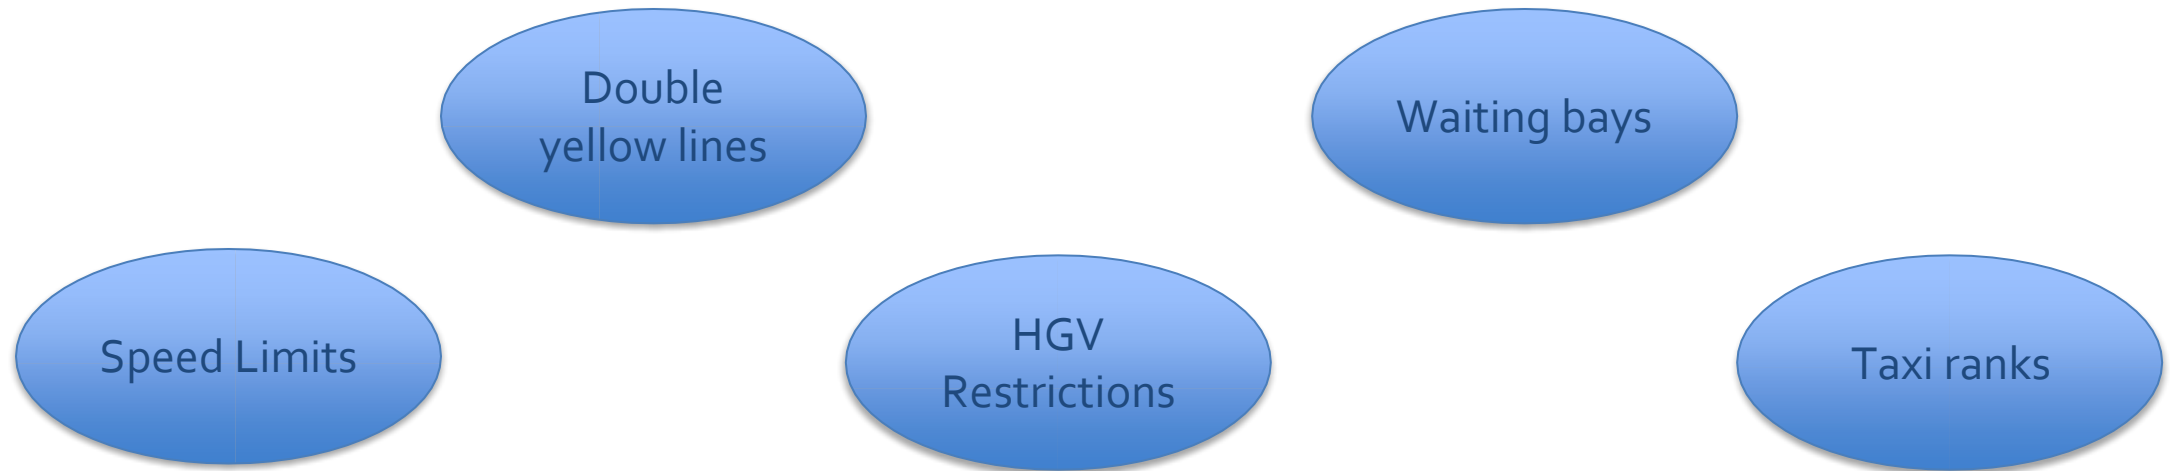 Double
yellow lines
Waiting bays
Speed Limits
HGV
Restrictions
Taxi ranks